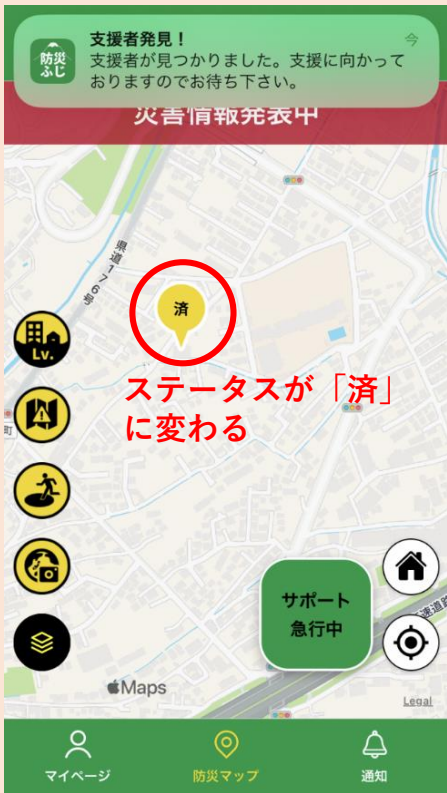 防災
ふじ
支援者発見！
今
支援者が見つかりました。支援に向かって
おりますのでお待ち下さい。
災害情報発表中
県道176号
済
Lv.
ステータスが「済」
に変わる
町
サポート
急行中
速道路
Maps
Legal
マイページ
防災マップ
通知